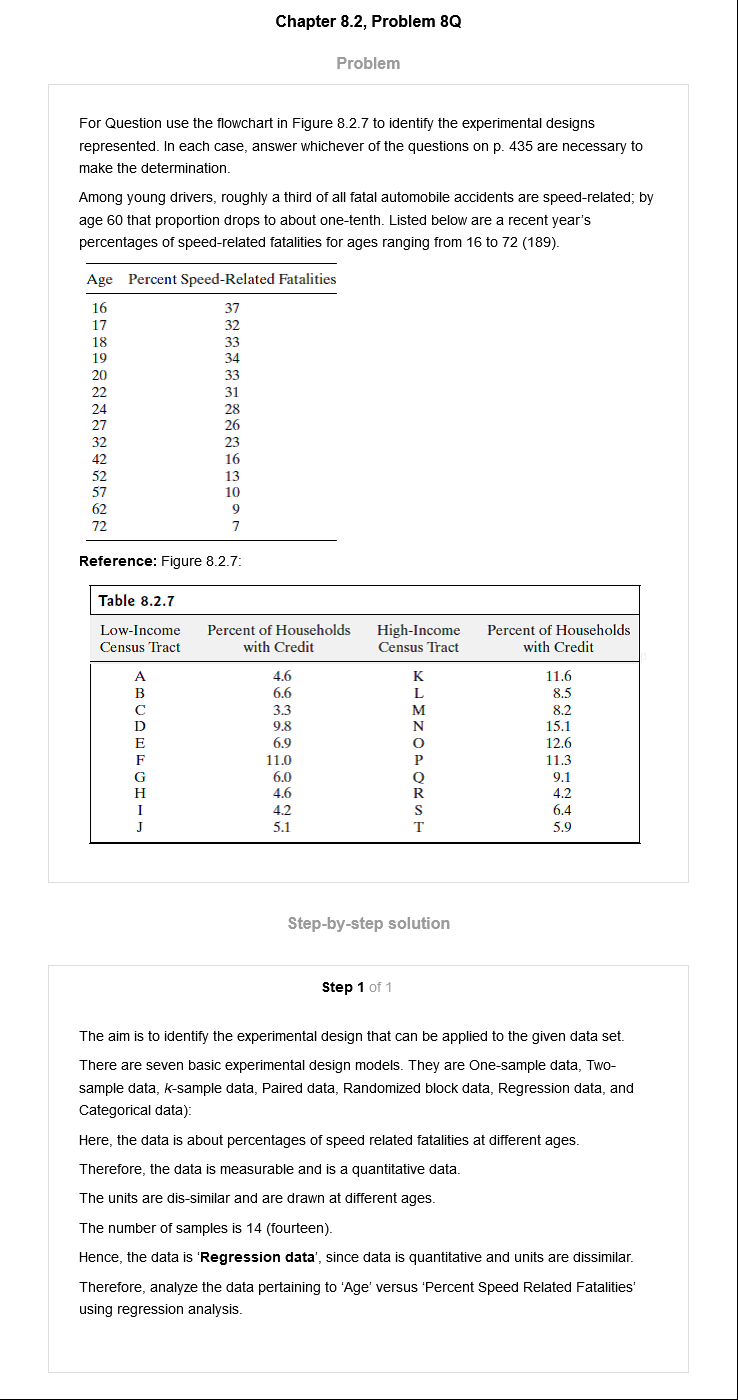 Chapter 8.2, Problem 8Q
Problem
For Question use the flowchart in Figure 8.2.7 to identify the experimental designs
represented. In each case, answer whichever of the questions on p. 435 are necessary to
make the determination.
Among young drivers, roughly a third of all fatal automobile accidents are speed-related; by
age 60 that proportion drops to about one-tenth. Listed below are a recent year's
percentages of speed-related fatalities for ages ranging from 16 to 72 (189).
Age Percent Speed-Related Fatalities
16 37
17 32
18 33
19 34
20 33
22 31
24 28
27 26
32 23
42 16
52 13
57 10
62 9
72 7
Reference: Figure 8.2.7:
Table 8.2.7
Low-Income Percent of Households High-Income Percent of Households
Census Tract with Credit Census Tract with Credit
A 4.6 K 11.6
B 6.6 L 8.5
C 3.3 M 8.2
D 9.8 N 15.1
E 6.9 O 12.6
F 11.0 P 11.3
G 6.0 Q 9.1
H 4.6 R 4.2
I 4.2 S 6.4
J 5.1 T 5.9
Step-by-step solution
Step 1 of 1
The aim is to identify the experimental design that can be applied to the given data set.
There are seven basic experimental design models. They are One-sample data, Two-
sample data, k-sample data, Paired data, Randomized block data, Regression data, and
Categorical data):
Here, the data is about percentages of speed related fatalities at different ages.
Therefore, the data is measurable and is a quantitative data.
The units are dis-similar and are drawn at different ages.
The number of samples is 14 (fourteen).
Hence, the data is 'Regression data', since data is quantitative and units are dissimilar.
Therefore, analyze the data pertaining to 'Age' versus 'Percent Speed Related Fatalities'
using regression analysis.